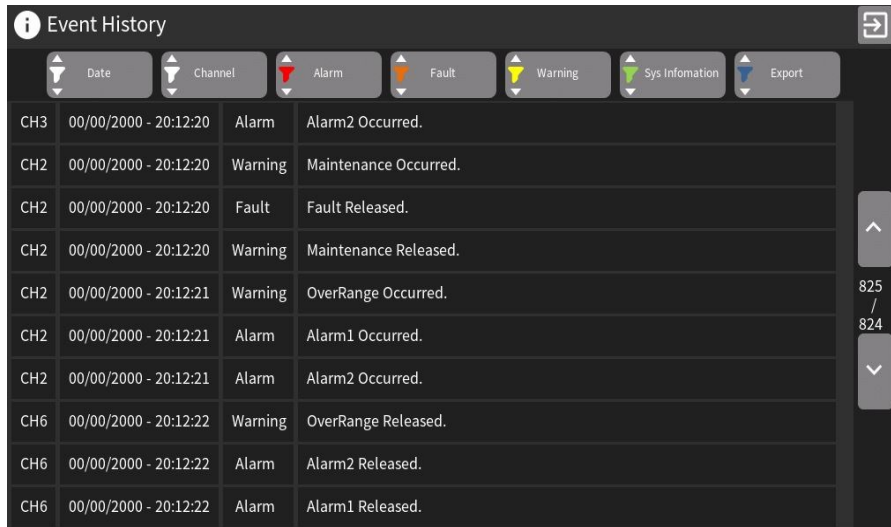 i Event History
Date Channel Alarm Fault Warning Sys Infomation Export
CH3 00/00/2000 - 20:12:20 Alarm Alarm2 Occurred.
CH2 00/00/2000 - 20:12:20 Warning Maintenance Occurred.
CH2 00/00/2000 - 20:12:20 Fault Fault Released.
CH2 00/00/2000 - 20:12:20 Warning Maintenance Released.
CH2 00/00/2000 - 20:12:21 Warning OverRange Occurred.
825
/
824
CH2 00/00/2000 - 20:12:21 Alarm Alarm1 Occurred.
CH2 00/00/2000 - 20:12:21 Alarm Alarm2 Occurred.
CH6 00/00/2000 - 20:12:22 Warning OverRange Released.
CH6 00/00/2000 - 20:12:22 Alarm Alarm2 Released.
CH6 00/00/2000 - 20:12:22 Alarm Alarm1 Released.